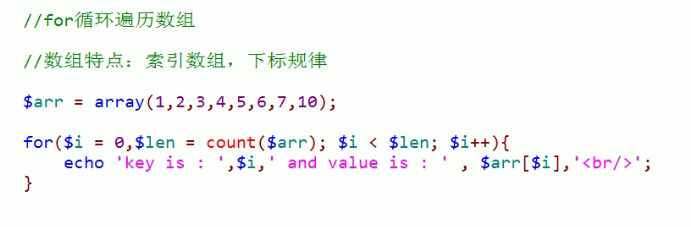 //for循环遍历数组
//数组特点：索引数组，下标规律
$arr = array(1,2,3,4,5,6,7,10);
for($i = 0,$len = count($arr); $i < $len; $i++){
    echo 'key is : ',$i,' and value is : ' , $arr[$i],'<br/>';
}